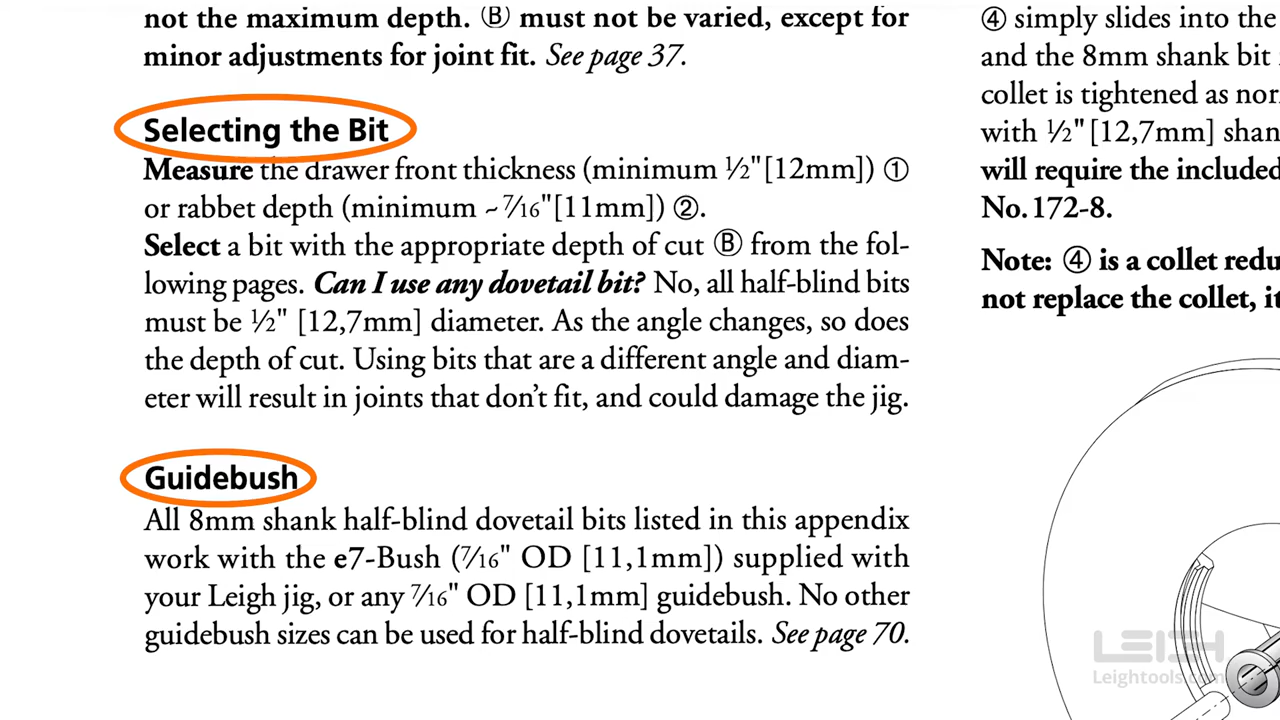 not the maximum depth. Ⓑ must not be varied, except for
minor adjustments for joint fit. See page 37.
Selecting the Bit
Measure the drawer front thickness (minimum ½"[12mm]) ①
or rabbet depth (minimum ~7⁄16"[11mm]) ②.
Select a bit with the appropriate depth of cut Ⓑ from the fol-
lowing pages. Can I use any dovetail bit? No, all half-blind bits
must be ½" [12,7mm] diameter. As the angle changes, so does
the depth of cut. Using bits that are a different angle and diam-
eter will result in joints that don't fit, and could damage the jig.
Guidebush
All 8mm shank half-blind dovetail bits listed in this appendix
work with the e7-Bush (7⁄16" OD [11,1mm]) supplied with
your Leigh jig, or any 7⁄16" OD [11,1mm] guidebush. No other
guidebush sizes can be used for half-blind dovetails. See page 70.
④ simply slides into the
and the 8mm shank bit
collet is tightened as nor
with ½" [12,7mm] shan
will require the included
No. 172-8.
Note: ④ is a collet redu
not replace the collet, it
LEIGH
Leightools.com